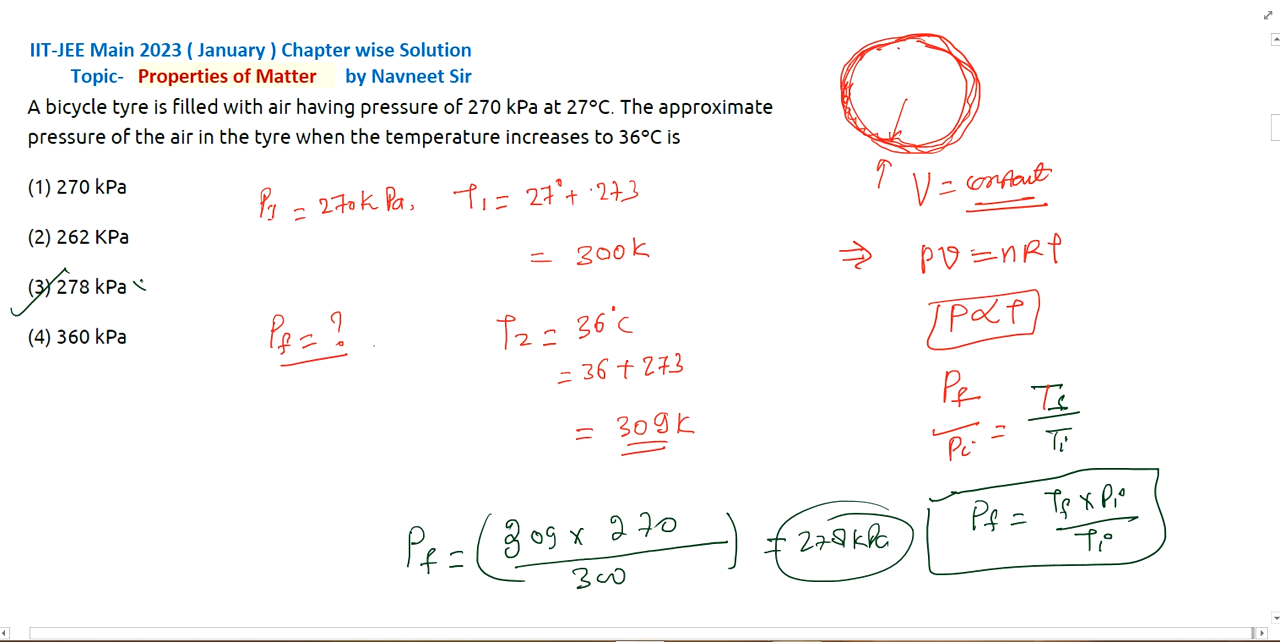 IIT-JEE Main 2023 ( January ) Chapter wise Solution
Topic- Properties of Matter by Navneet Sir
A bicycle tyre is filled with air having pressure of 270 kPa at 27°C. The approximate
pressure of the air in the tyre when the temperature increases to 36°C is
(1) 270 kPa
(2) 262 KPa
(3) 278 kPa
(4) 360 kPa
P1 = 270 K Pa, T1 = 27° + 273
= 300 K
Pf = ?
T2 = 36°C
= 36 + 273
= 309 K
V = constant
⇒ PV = nRT
P ∝ T
Pf/Pi = Tf/Ti
Pf = Tf × Pi / Ti
Pf = (309 × 270 / 300) = 278 kPa